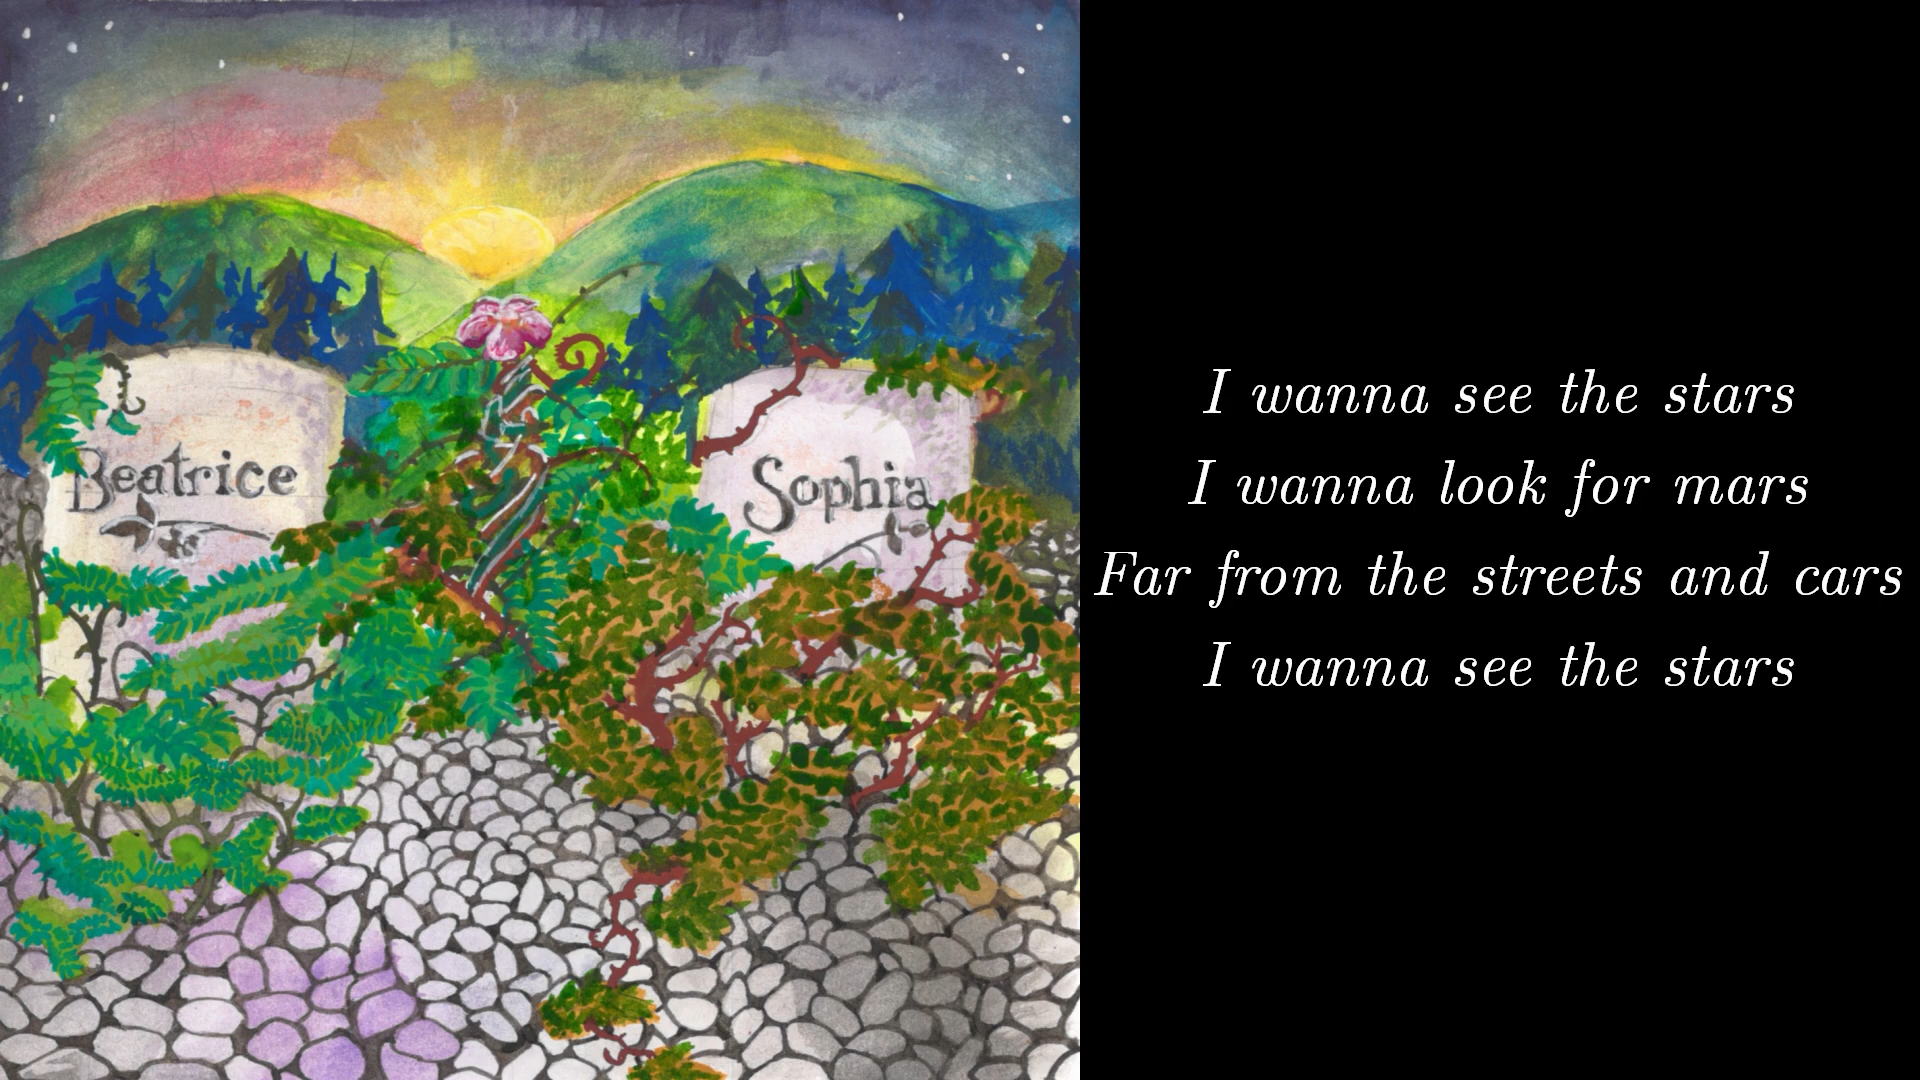 Beatrice
Sophia
I wanna see the stars
I wanna look for mars
Far from the streets and cars
I wanna see the stars